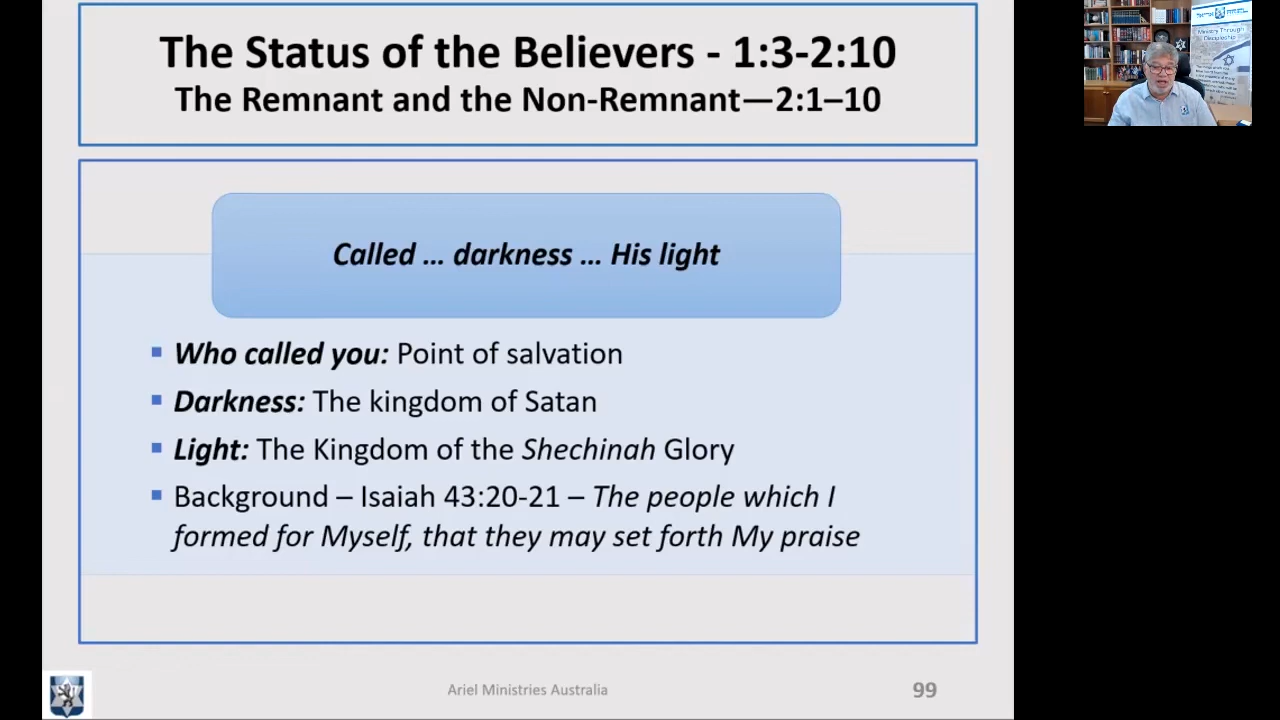 The Status of the Believers - 1:3-2:10
The Remnant and the Non-Remnant—2:1–10
Called ... darkness ... His light
▪ Who called you: Point of salvation
▪ Darkness: The kingdom of Satan
▪ Light: The Kingdom of the Shechinah Glory
▪ Background – Isaiah 43:20-21 – The people which I
formed for Myself, that they may set forth My praise
Ariel Ministries Australia
99
Ministry Through
Discipleship